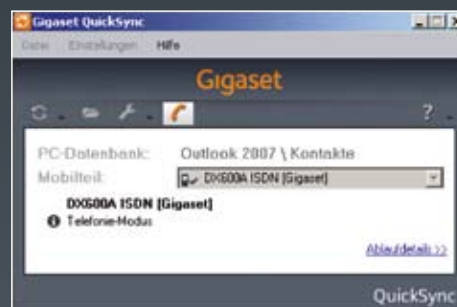 Gigaset QuickSync
Datei Einstellungen Hilfe
Gigaset
?
PC-Datenbank: Outlook 2007 \ Kontakte
Mobilteil: DX600A ISDN [Gigaset]
DX600A ISDN [Gigaset]
Telefonie-Modus
Ablaufdetails >>
QuickSync